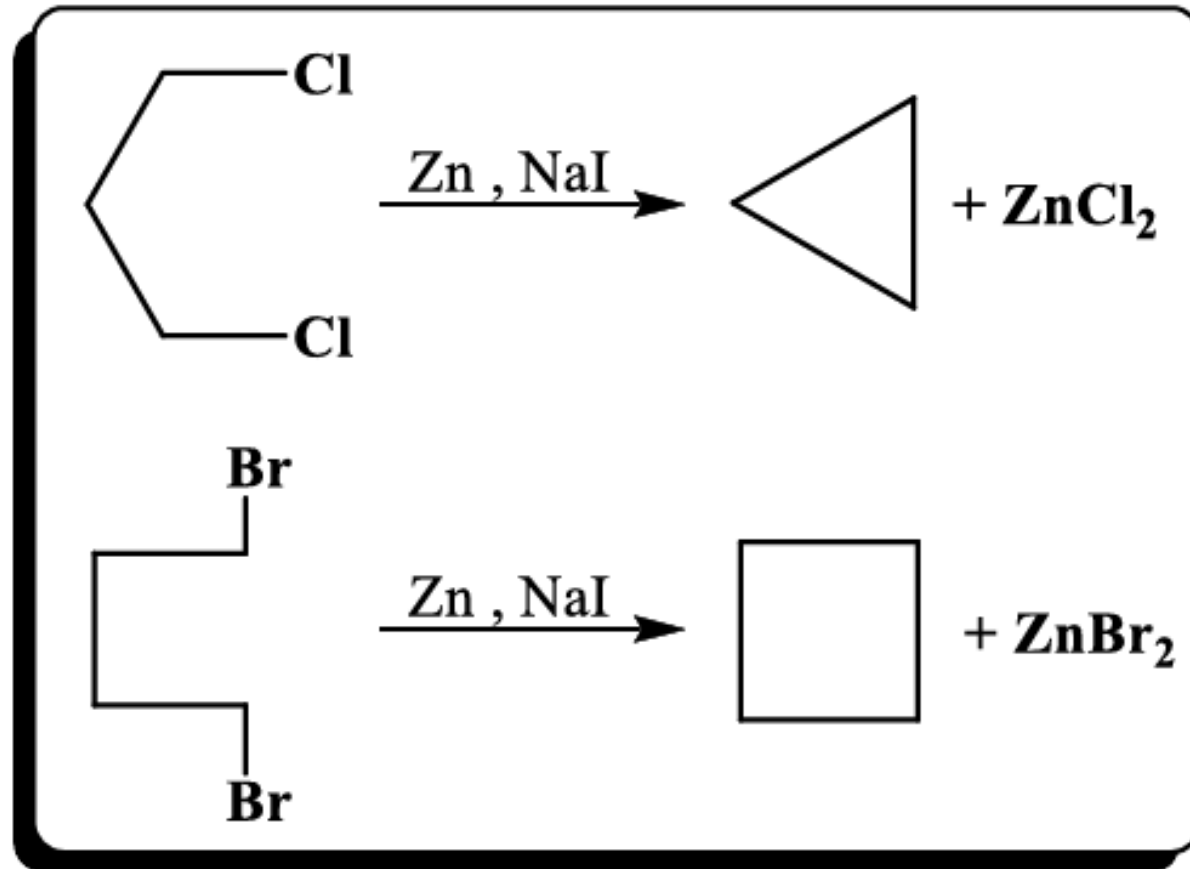 Cl
Zn , NaI
+ ZnCl₂
Cl
Br
Zn , NaI
+ ZnBr₂
Br